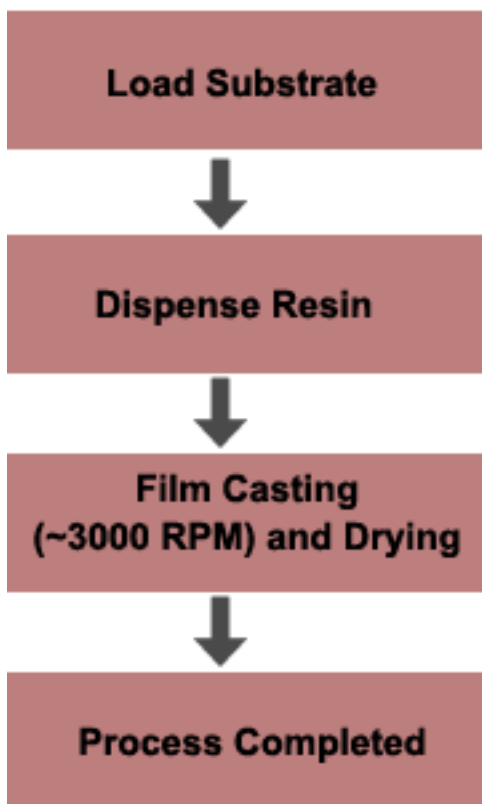 Load Substrate
Dispense Resin
Film Casting
(~3000 RPM) and Drying
Process Completed